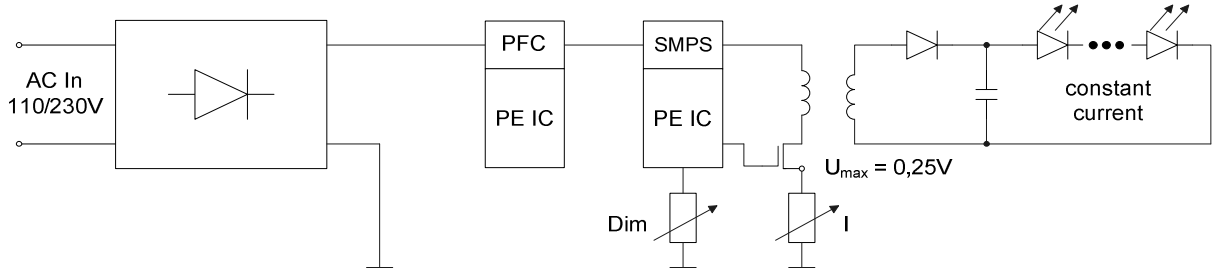 AC In
110/230V
PFC
PE IC
SMPS
PE IC
Dim
I
Umax = 0,25V
constant
current